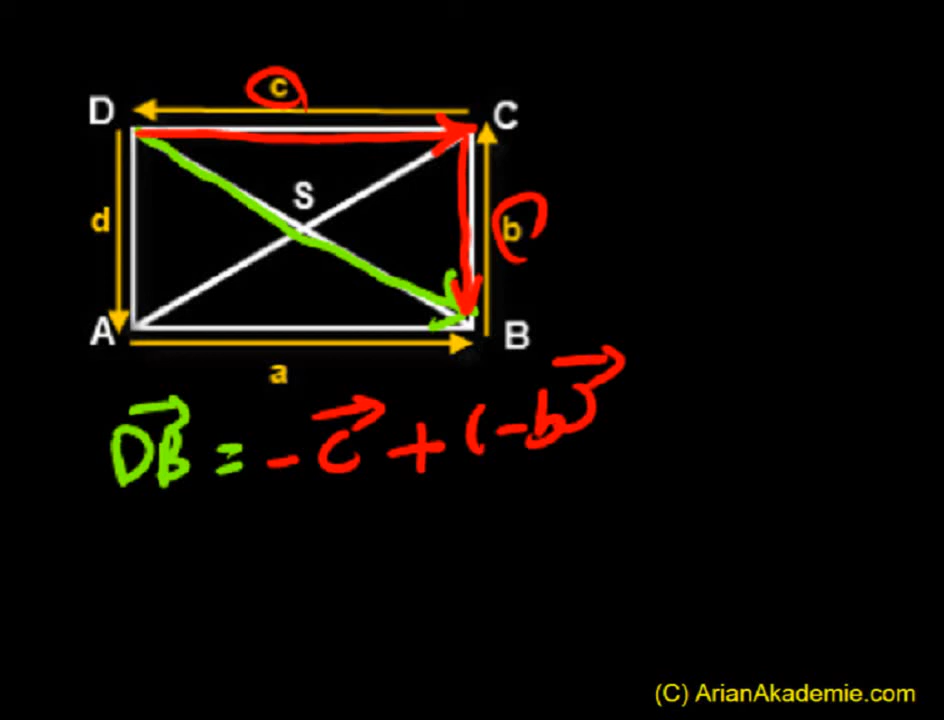 c
D C
S
d b
A B
a
DB⃗ = - c⃗ + (-b⃗)
(C) ArianAkademie.com